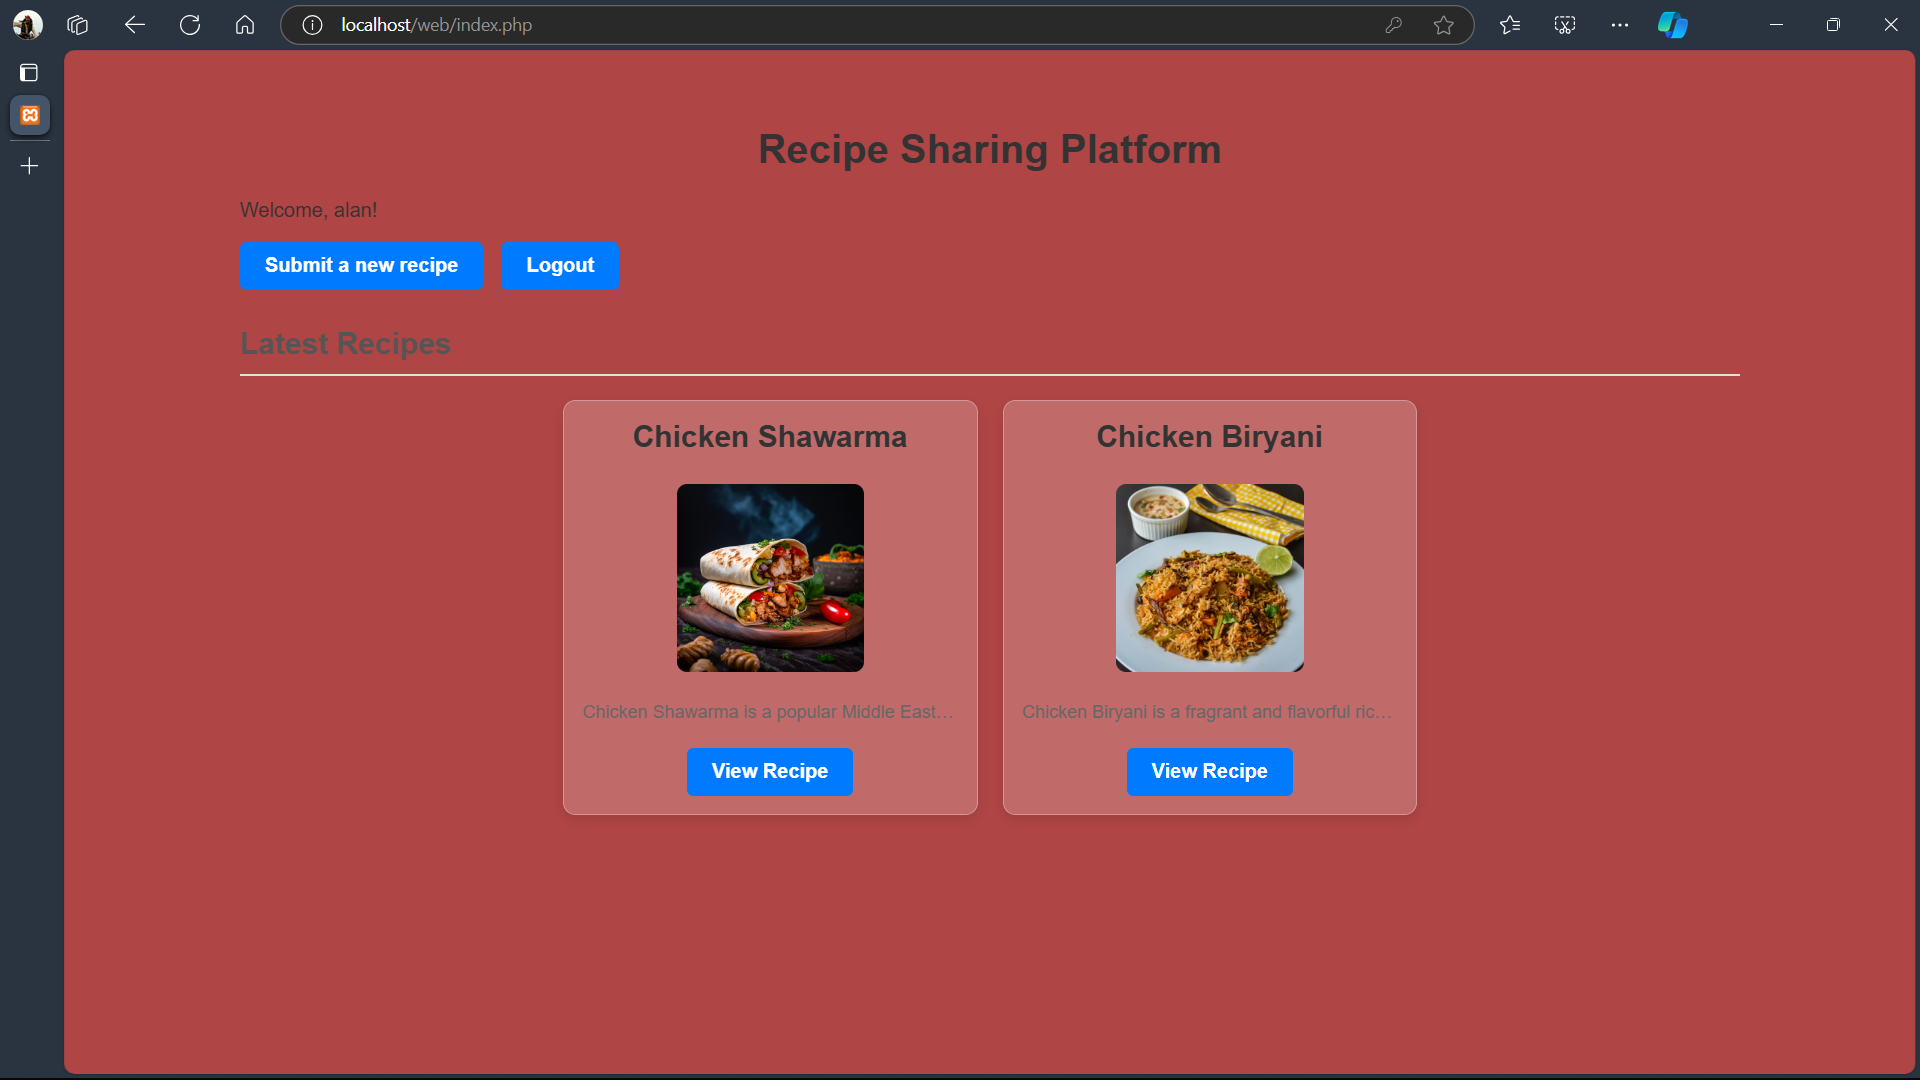 localhost/web/index.php
Recipe Sharing Platform
Welcome, alan!
Submit a new recipe
Logout
Latest Recipes
Chicken Shawarma
Chicken Biryani
Chicken Shawarma is a popular Middle East...
Chicken Biryani is a fragrant and flavorful ric...
View Recipe
View Recipe